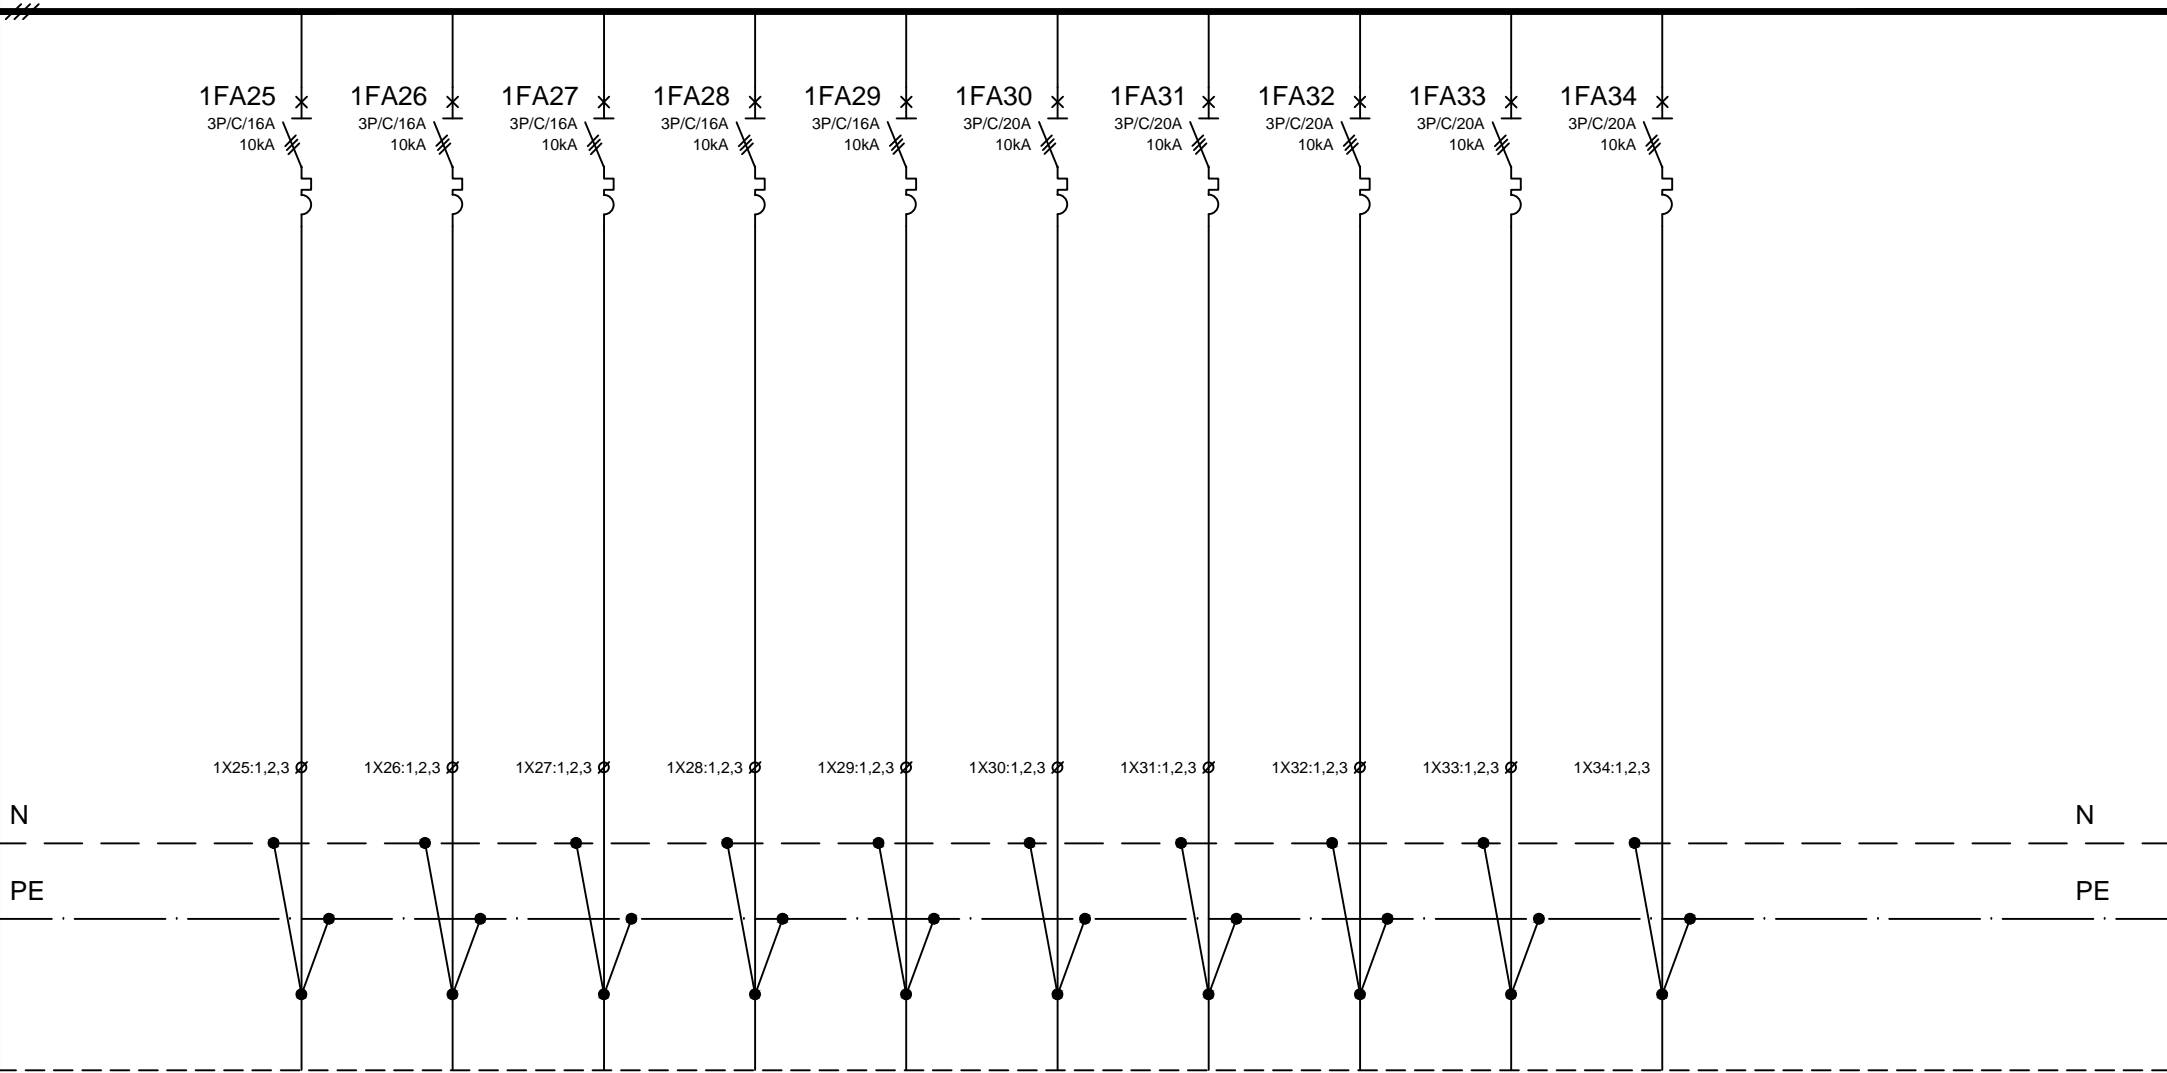 1FA25 1FA26 1FA27 1FA28 1FA29 1FA30 1FA31 1FA32 1FA33 1FA34
3P/C/16A 3P/C/16A 3P/C/16A 3P/C/16A 3P/C/16A 3P/C/20A 3P/C/20A 3P/C/20A 3P/C/20A 3P/C/20A
10kA 10kA 10kA 10kA 10kA 10kA 10kA 10kA 10kA 10kA
1X25:1,2,3 1X26:1,2,3 1X27:1,2,3 1X28:1,2,3 1X29:1,2,3 1X30:1,2,3 1X31:1,2,3 1X32:1,2,3 1X33:1,2,3 1X34:1,2,3
N N
PE PE